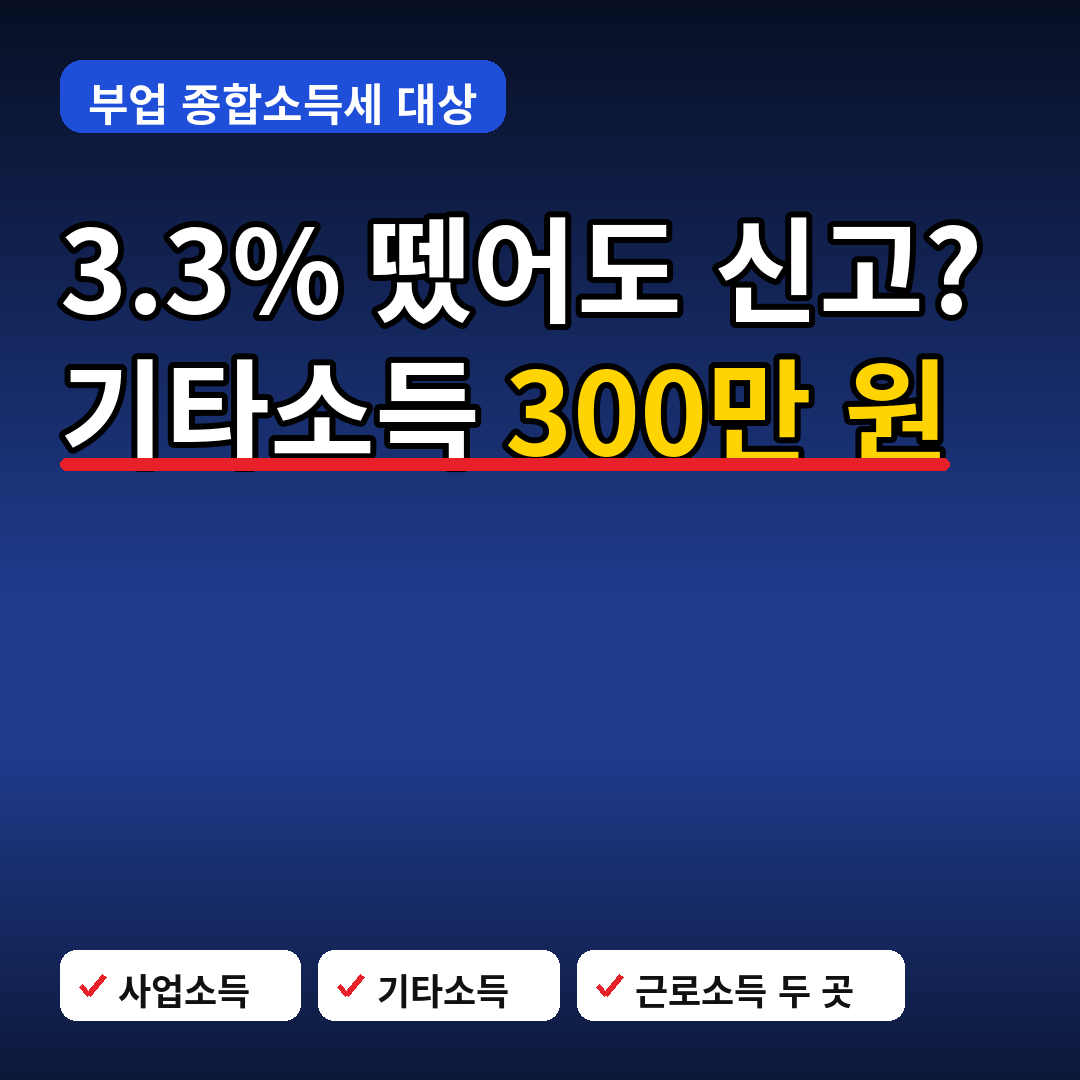 부업 종합소득세 대상
3.3% 뗐어도 신고?
기타소득 300만 원
사업소득
기타소득
근로소득 두 곳